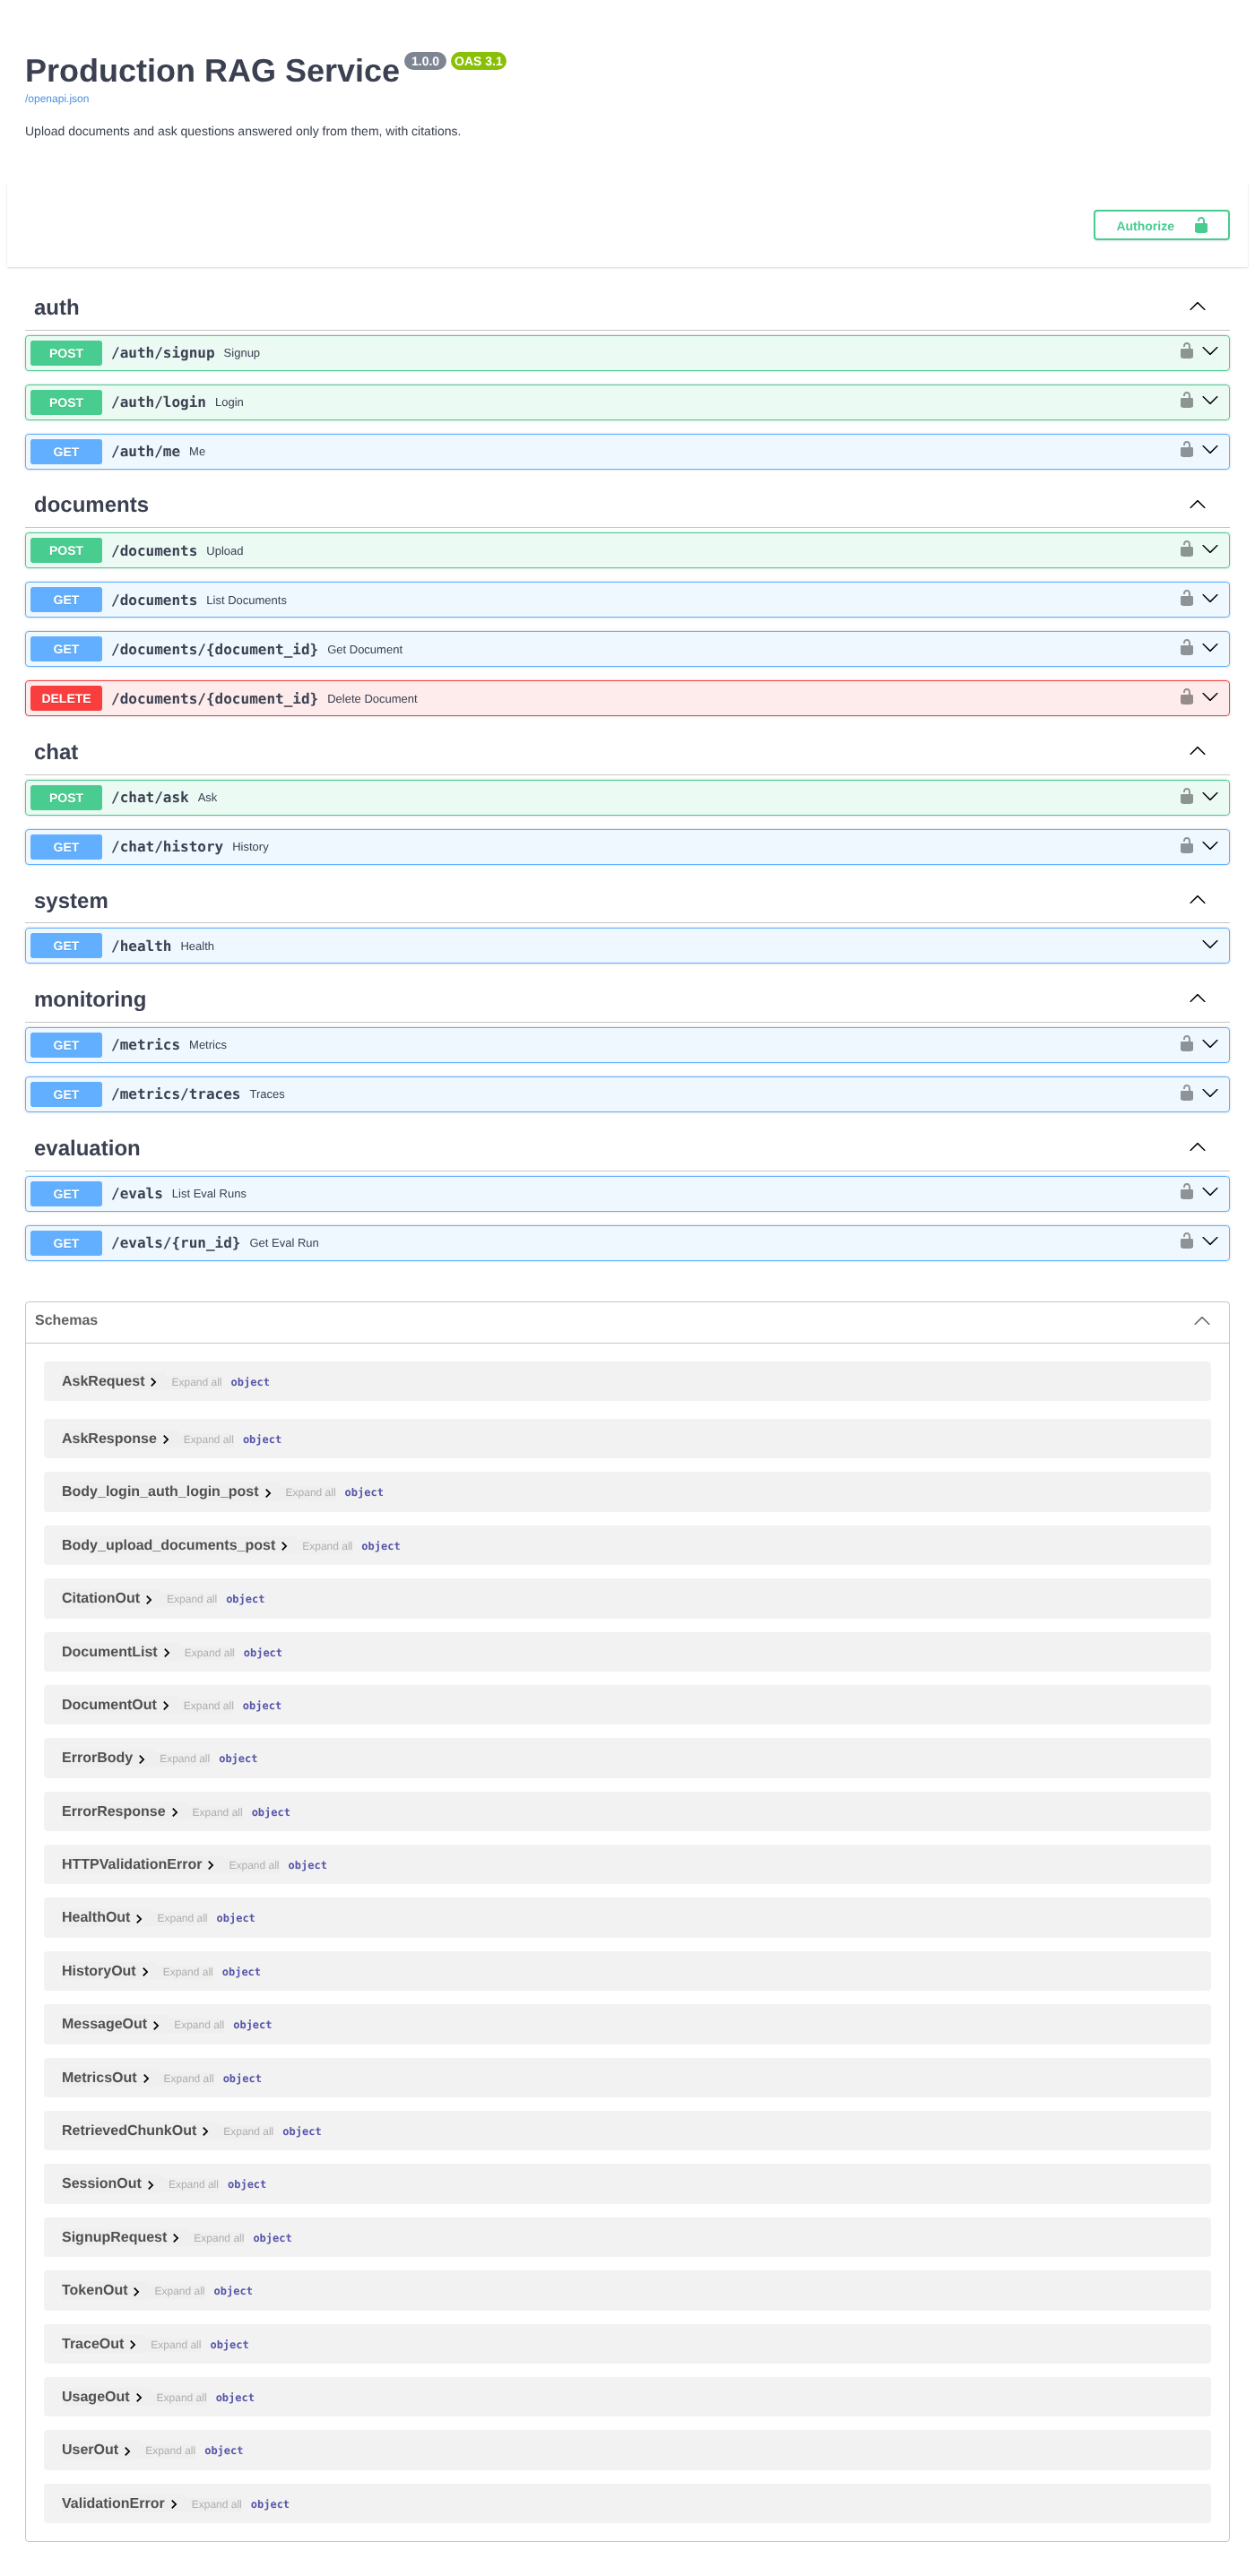 Production RAG Service 1.0.0 OAS 3.1
/openapi.json
Upload documents and ask questions answered only from them, with citations.
Authorize
auth
POST /auth/signup Signup
POST /auth/login Login
GET /auth/me Me
documents
POST /documents Upload
GET /documents List Documents
GET /documents/{document_id} Get Document
DELETE /documents/{document_id} Delete Document
chat
POST /chat/ask Ask
GET /chat/history History
system
GET /health Health
monitoring
GET /metrics Metrics
GET /metrics/traces Traces
evaluation
GET /evals List Eval Runs
GET /evals/{run_id} Get Eval Run
Schemas
AskRequest Expand all object
AskResponse Expand all object
Body_login_auth_login_post Expand all object
Body_upload_documents_post Expand all object
CitationOut Expand all object
DocumentList Expand all object
DocumentOut Expand all object
ErrorBody Expand all object
ErrorResponse Expand all object
HTTPValidationError Expand all object
HealthOut Expand all object
HistoryOut Expand all object
MessageOut Expand all object
MetricsOut Expand all object
RetrievedChunkOut Expand all object
SessionOut Expand all object
SignupRequest Expand all object
TokenOut Expand all object
TraceOut Expand all object
UsageOut Expand all object
UserOut Expand all object
ValidationError Expand all object